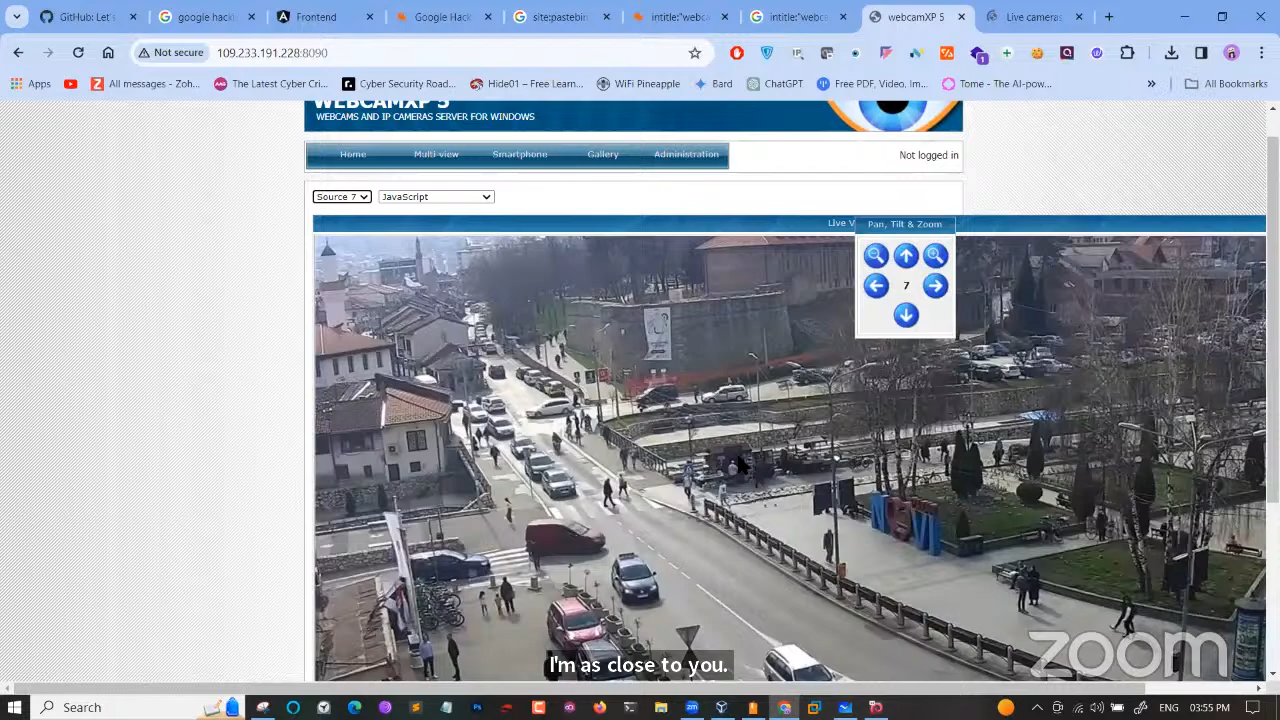 GitHub: Let's
google hack
Frontend
Google Hack
site:pastebin
intitle:"webca
intitle:"webca
webcamXP 5
Live cameras
Not secure
109.233.191.228:8090
Apps
All messages - Zoh...
The Latest Cyber Cri...
Cyber Security Road...
Hide01 – Free Learn...
WiFi Pineapple
Bard
ChatGPT
Free PDF, Video, Im...
Tome - The AI-pow...
All Bookmarks
WEBCAMXP 5
WEBCAMS AND IP CAMERAS SERVER FOR WINDOWS
Home
Multi view
Smartphone
Gallery
Administration
Not logged in
Source 7
JavaScript
Live V
Pan, Tilt & Zoom
7
I'm as close to you.
zoom
Search
ENG
03:55 PM